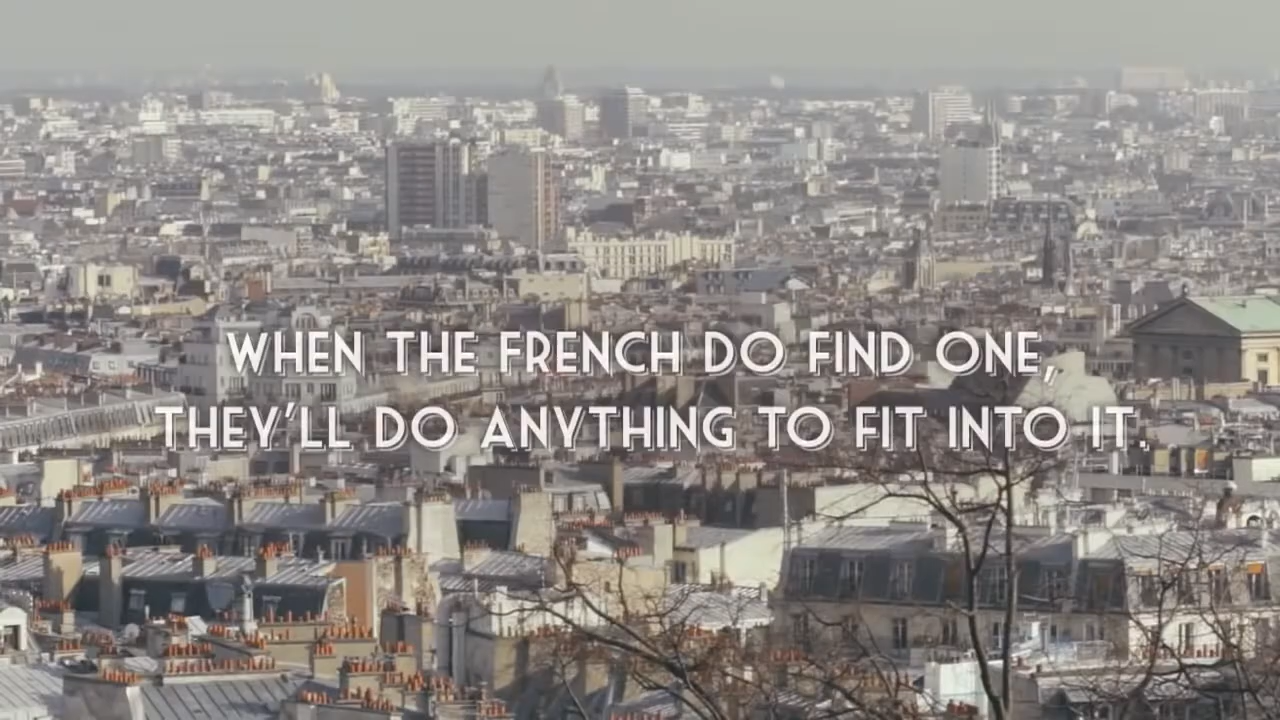 WHEN THE FRENCH DO FIND ONE,
THEY'LL DO ANYTHING TO FIT INTO IT.